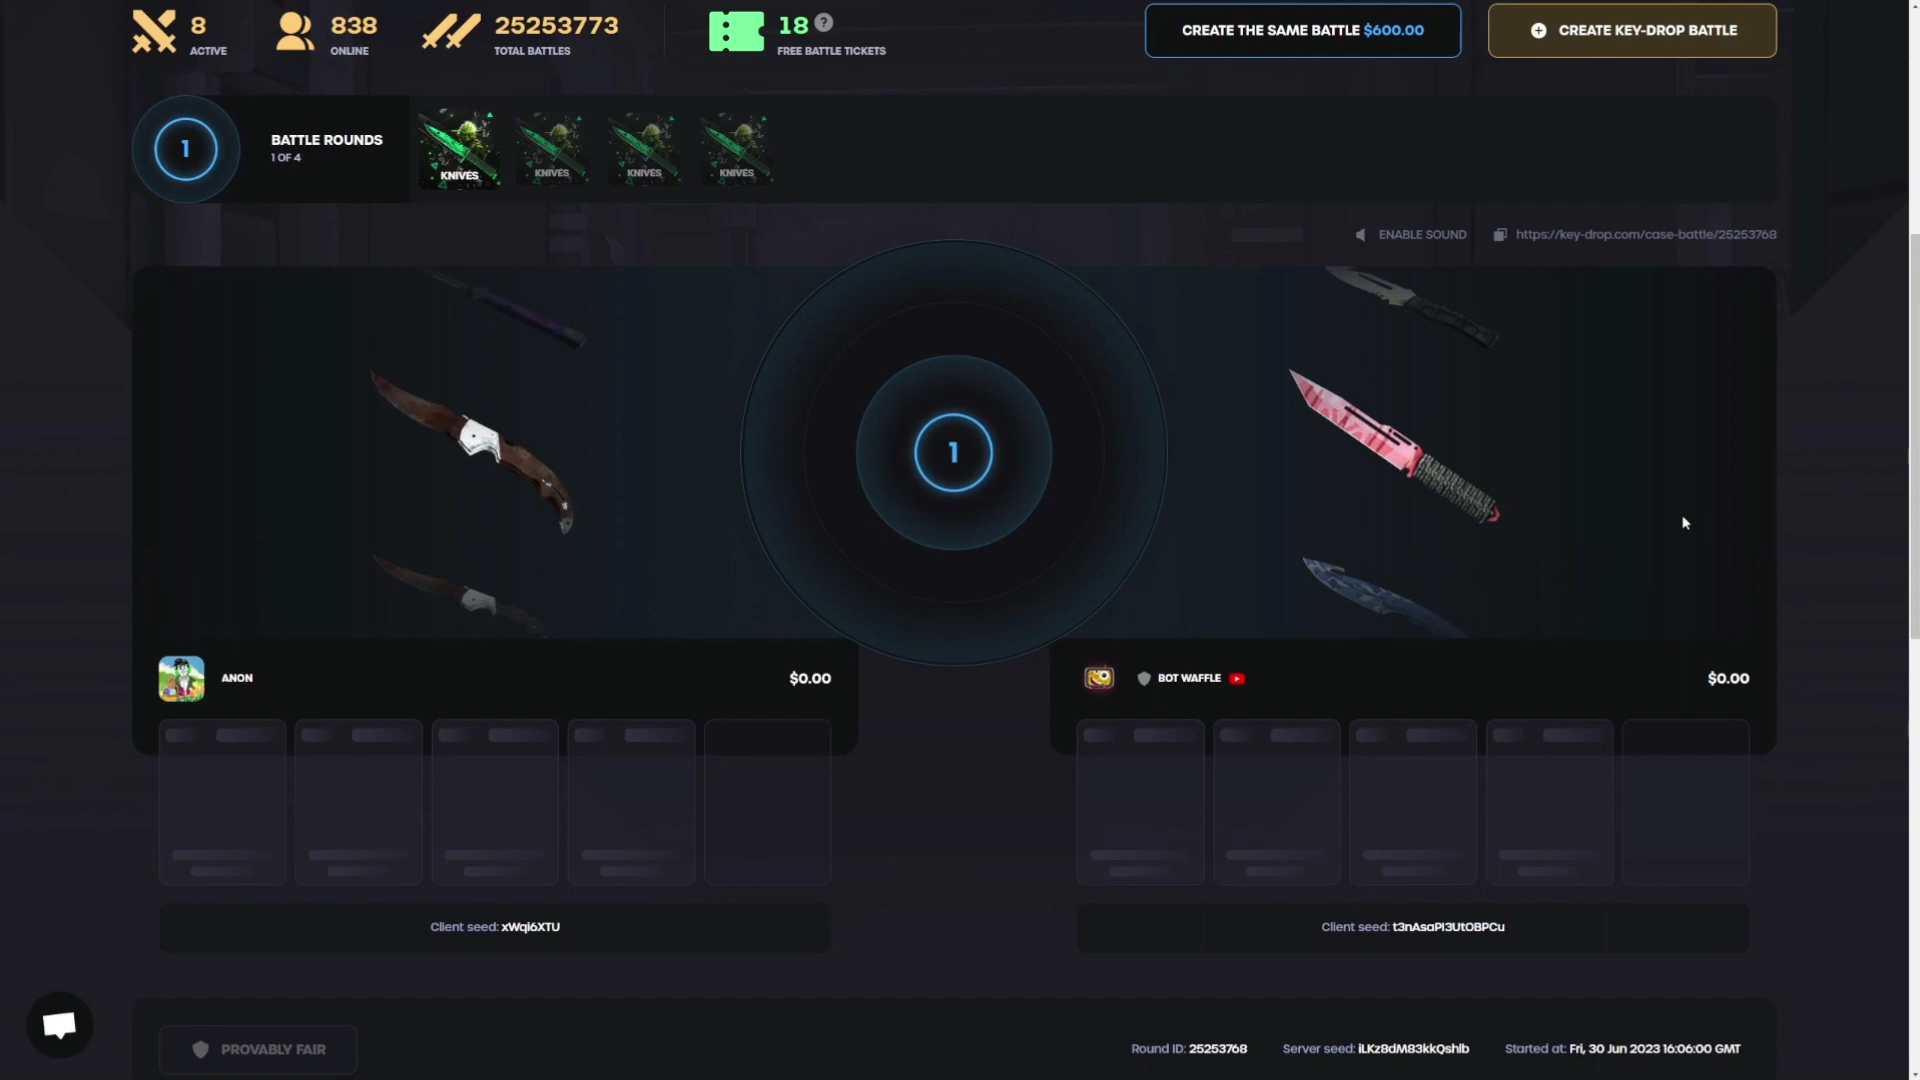 8
ACTIVE
838
ONLINE
25253773
TOTAL BATTLES
18 ?
FREE BATTLE TICKETS
CREATE THE SAME BATTLE $600.00
CREATE KEY-DROP BATTLE
1
BATTLE ROUNDS
1 OF 4
KNIVES
KNIVES
KNIVES
KNIVES
ENABLE SOUND
https://key-drop.com/case-battle/25253768
1
ANON
$0.00
BOT WAFFLE
$0.00
Client seed: xWqi6XTU
Client seed: t3nAsaPI3UtOBPCu
PROVABLY FAIR
Round ID: 25253768
Server seed: iLKz8dM83kkQshlb
Started at: Fri, 30 Jun 2023 16:06:00 GMT